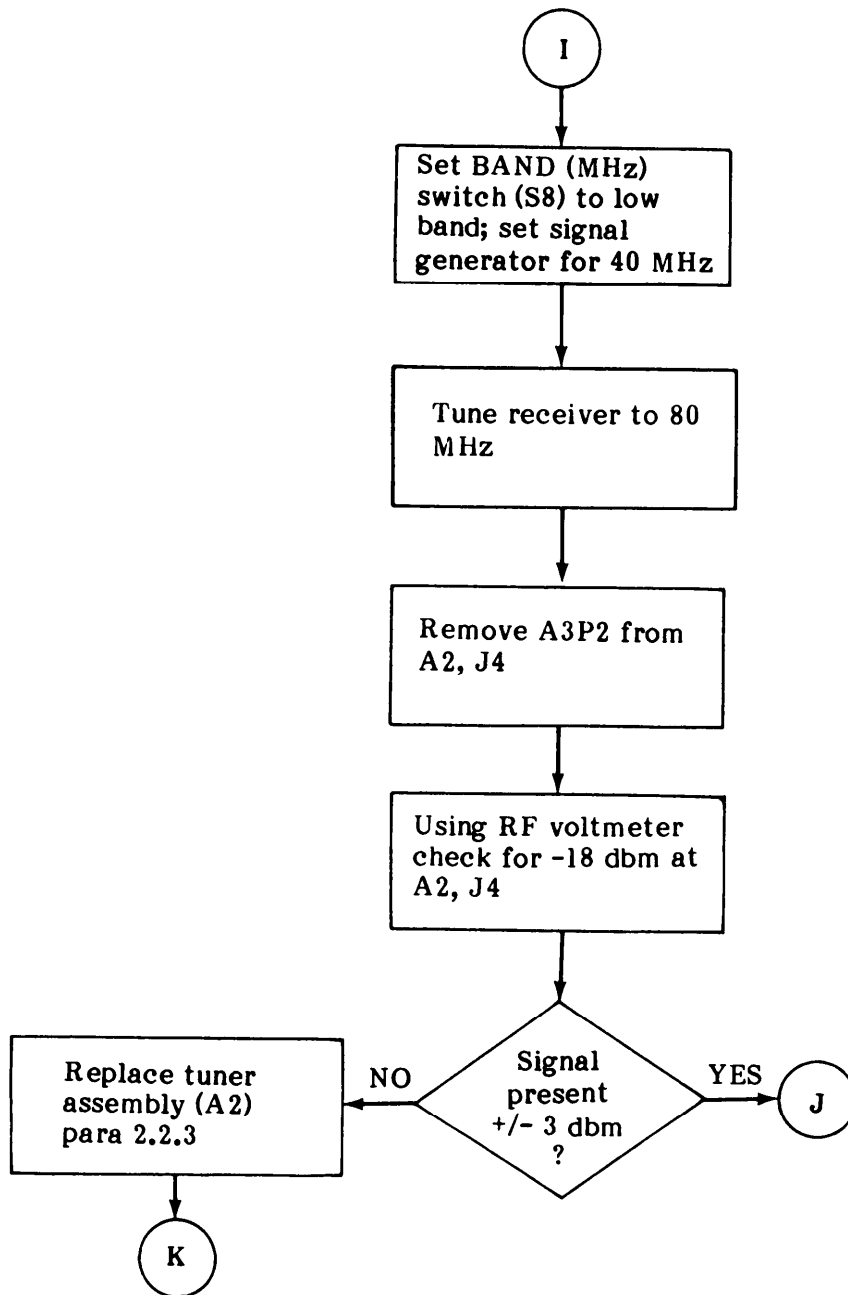 I
Set BAND (MHz)
switch (S8) to low
band; set signal
generator for 40 MHz
Tune receiver to 80
MHz
Remove A3P2 from
A2, J4
Using RF voltmeter
check for -18 dbm at
A2, J4
Signal
present
+/- 3 dbm
?
NO
YES
Replace tuner
assembly (A2)
para 2.2.3
J
K